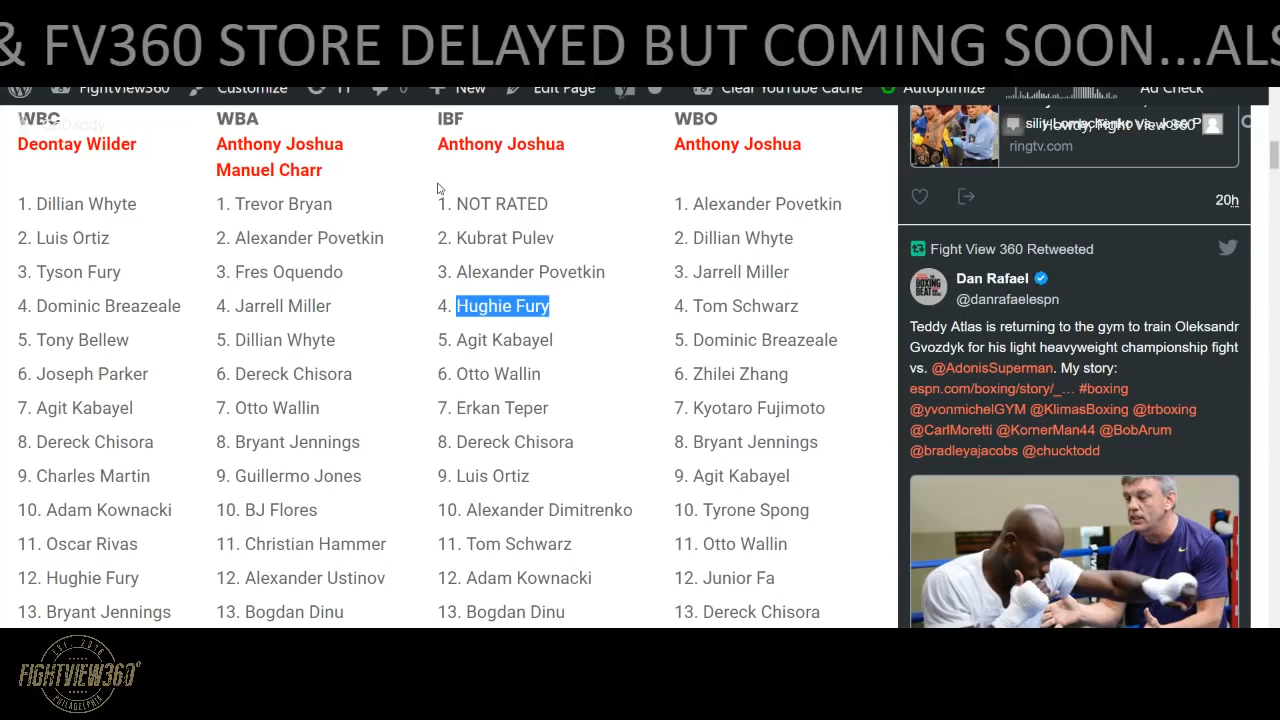 & FV360 STORE DELAYED BUT COMING SOON...ALS
FightView360 Customize 11 0 New Edit Page Clear YouTube Cache Autoptimize Ad Check
Howdy, Fight View 360
WBC
Deontay Wilder
1. Dillian Whyte
2. Luis Ortiz
3. Tyson Fury
4. Dominic Breazeale
5. Tony Bellew
6. Joseph Parker
7. Agit Kabayel
8. Dereck Chisora
9. Charles Martin
10. Adam Kownacki
11. Oscar Rivas
12. Hughie Fury
13. Bryant Jennings
WBA
Anthony Joshua
Manuel Charr
1. Trevor Bryan
2. Alexander Povetkin
3. Fres Oquendo
4. Jarrell Miller
5. Dillian Whyte
6. Dereck Chisora
7. Otto Wallin
8. Bryant Jennings
9. Guillermo Jones
10. BJ Flores
11. Christian Hammer
12. Alexander Ustinov
13. Bogdan Dinu
IBF
Anthony Joshua
1. NOT RATED
2. Kubrat Pulev
3. Alexander Povetkin
4. Hughie Fury
5. Agit Kabayel
6. Otto Wallin
7. Erkan Teper
8. Dereck Chisora
9. Luis Ortiz
10. Alexander Dimitrenko
11. Tom Schwarz
12. Adam Kownacki
13. Bogdan Dinu
WBO
Anthony Joshua
1. Alexander Povetkin
2. Dillian Whyte
3. Jarrell Miller
4. Tom Schwarz
5. Dominic Breazeale
6. Zhilei Zhang
7. Kyotaro Fujimoto
8. Bryant Jennings
9. Agit Kabayel
10. Tyrone Spong
11. Otto Wallin
12. Junior Fa
13. Dereck Chisora
ringtv.com
20h
Fight View 360 Retweeted
Dan Rafael
@danrafaelespn
Teddy Atlas is returning to the gym to train Oleksandr
Gvozdyk for his light heavyweight championship fight
vs. @AdonisSuperman. My story:
espn.com/boxing/story/_… #boxing
@yvonmichelGYM @KlimasBoxing @trboxing
@CarlMoretti @KornerMan44 @BobArum
@bradleyajacobs @chucktodd
EST. 2016
FIGHTVIEW360°
PHILADELPHIA